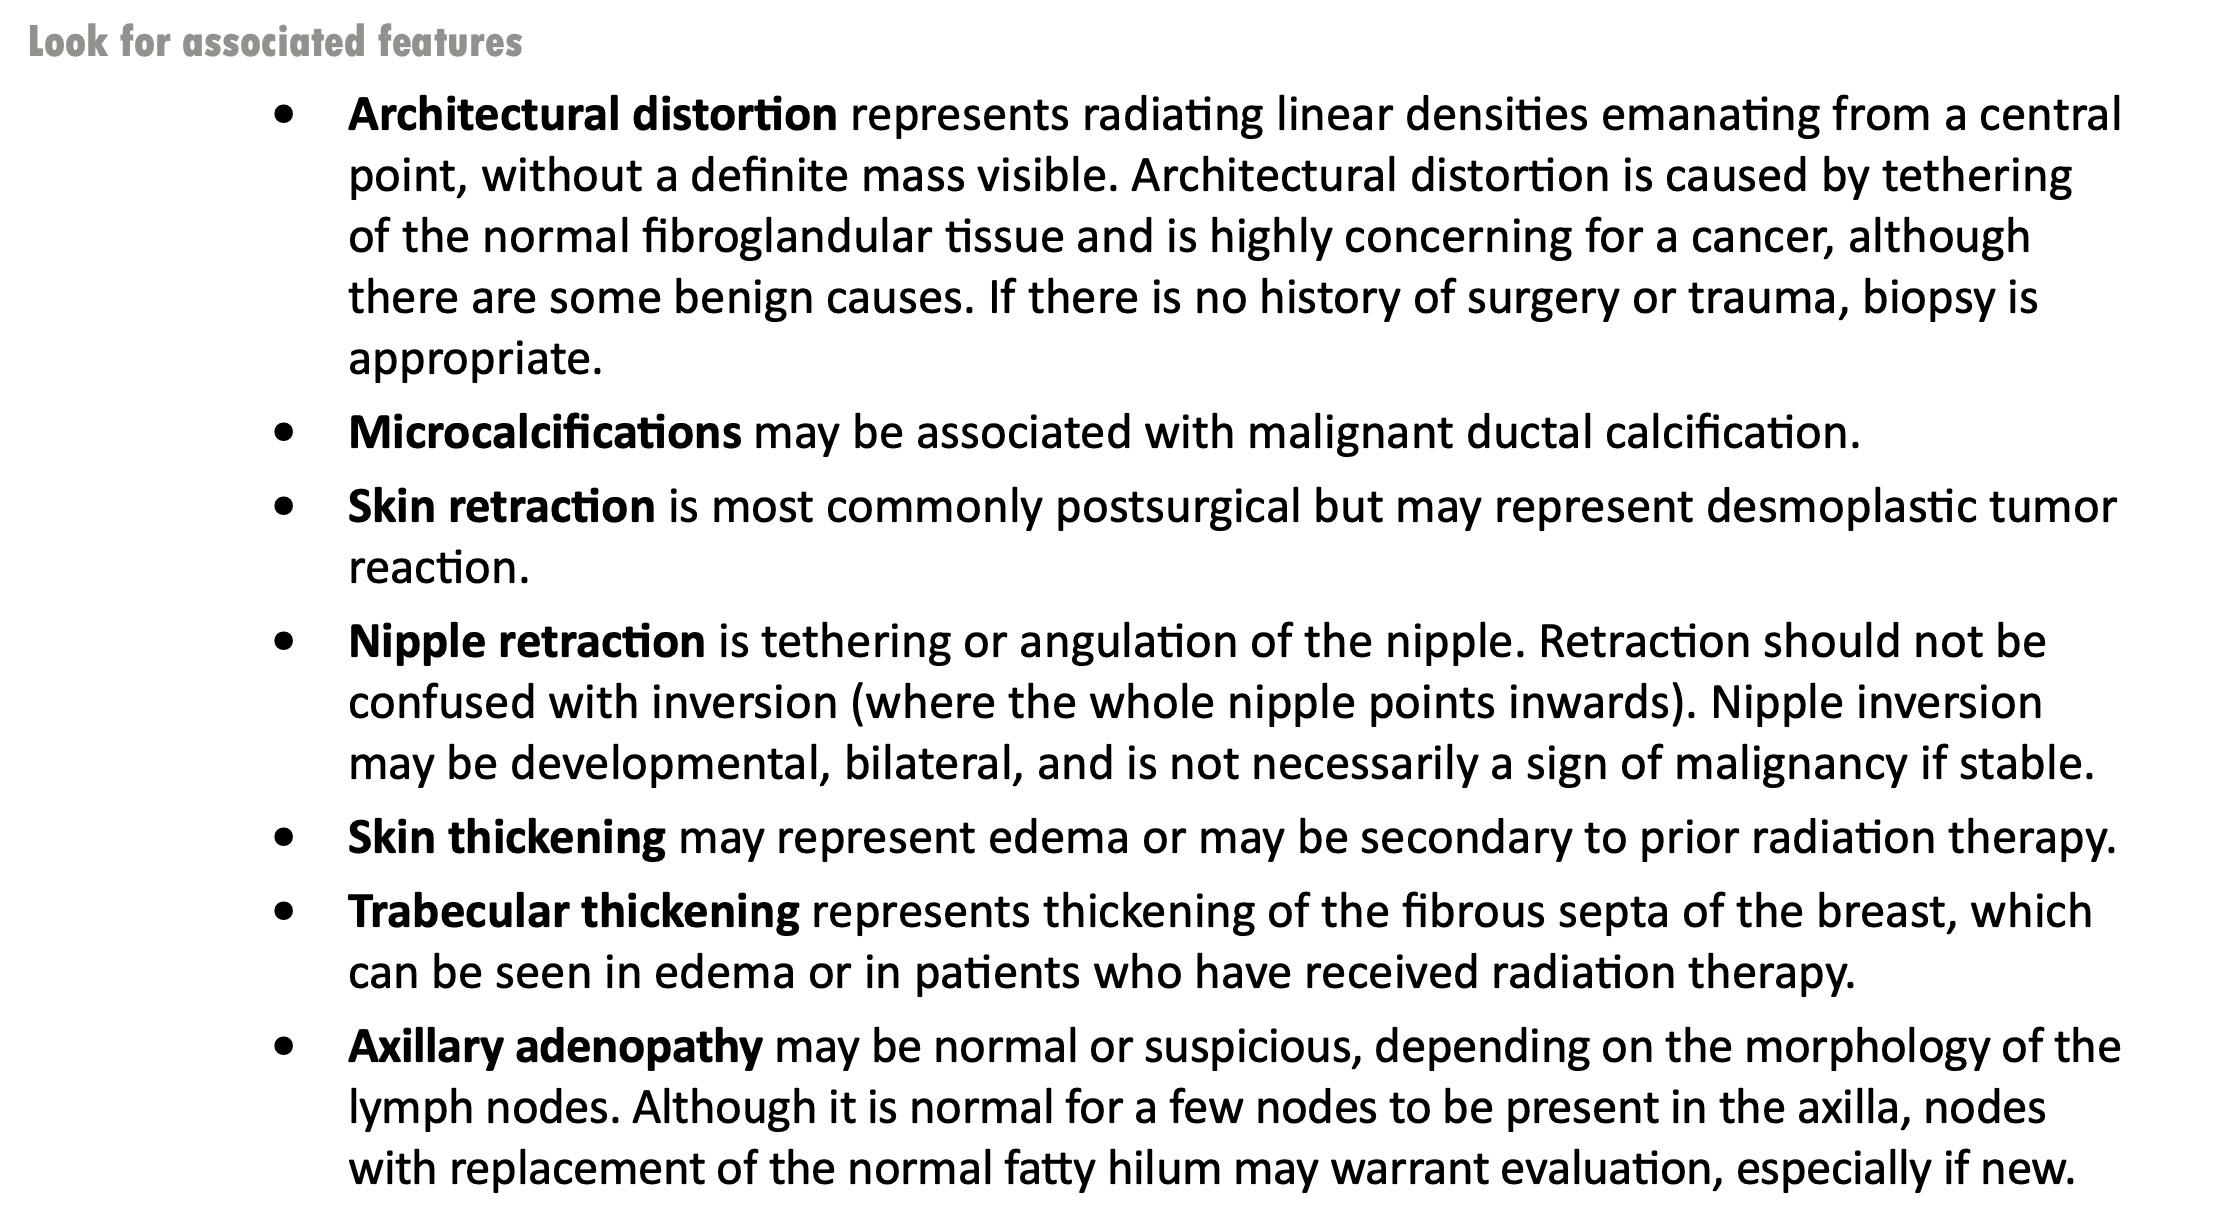 Look for associated features
• Architectural distortion represents radiating linear densities emanating from a central
point, without a definite mass visible. Architectural distortion is caused by tethering
of the normal fibroglandular tissue and is highly concerning for a cancer, although
there are some benign causes. If there is no history of surgery or trauma, biopsy is
appropriate.
• Microcalcifications may be associated with malignant ductal calcification.
• Skin retraction is most commonly postsurgical but may represent desmoplastic tumor
reaction.
• Nipple retraction is tethering or angulation of the nipple. Retraction should not be
confused with inversion (where the whole nipple points inwards). Nipple inversion
may be developmental, bilateral, and is not necessarily a sign of malignancy if stable.
• Skin thickening may represent edema or may be secondary to prior radiation therapy.
• Trabecular thickening represents thickening of the fibrous septa of the breast, which
can be seen in edema or in patients who have received radiation therapy.
• Axillary adenopathy may be normal or suspicious, depending on the morphology of the
lymph nodes. Although it is normal for a few nodes to be present in the axilla, nodes
with replacement of the normal fatty hilum may warrant evaluation, especially if new.